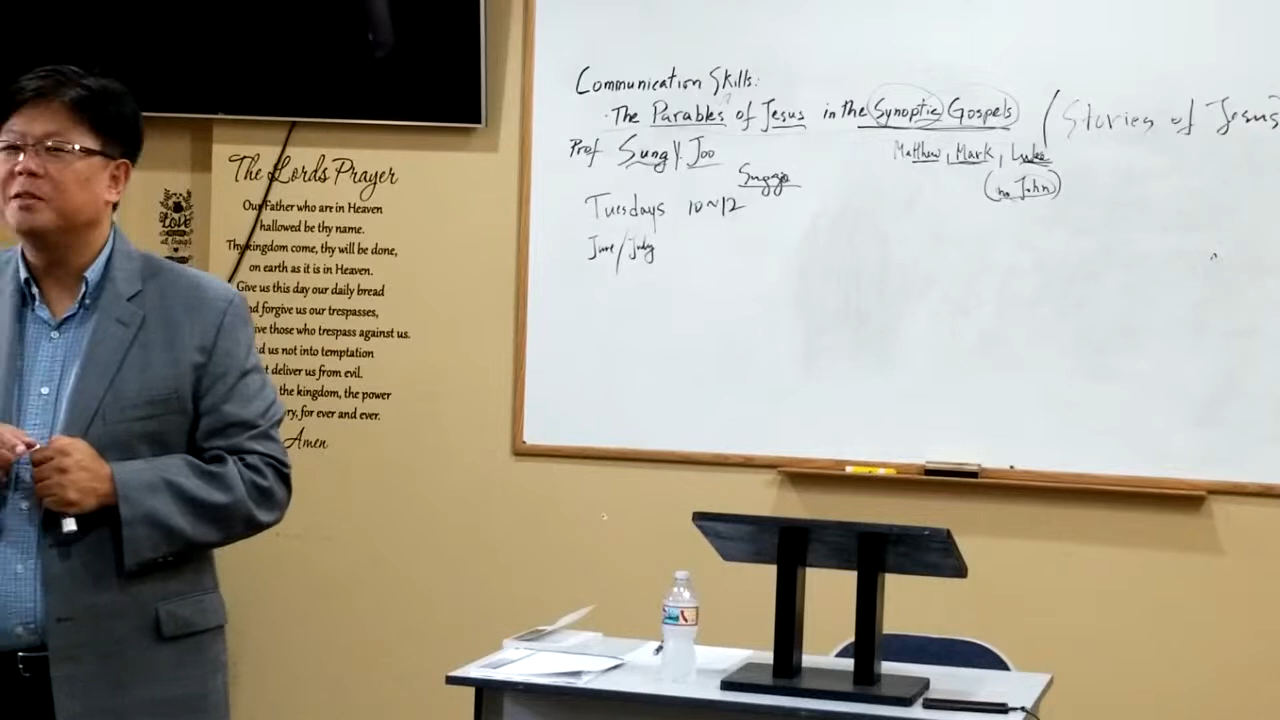 Communication Skills:
· The Parables of Jesus in the Synoptic Gospels / Stories of Jesus
Prof Sung Y. Joo
Matthew, Mark, Luke
(no John)
Tuesdays 10~12
June/July
The Lords Prayer
Our Father who are in Heaven
hallowed be thy name.
Thy kingdom come, thy will be done,
on earth as it is in Heaven.
Give us this day our daily bread
nd forgive us our trespasses,
ive those who trespass against us.
d us not into temptation
t deliver us from evil.
the kingdom, the power
ry, for ever and ever.
Amen
LOVE